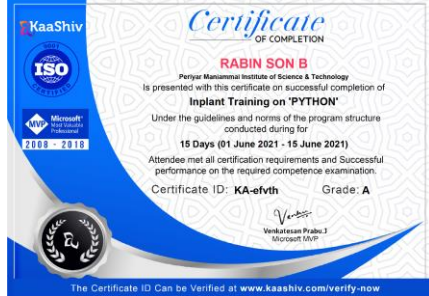 KaaShiv
Certificate
OF COMPLETION
9001
ISO
CERTIFIED
RABIN SON B
Periyar Maniammai Institute of Science & Technology
Is presented with this certificate on successful completion of
Inplant Training on 'PYTHON'
Under the guidelines and norms of the program structure
conducted during for
15 Days (01 June 2021 - 15 June 2021)
Attendee met all certification requirements and Successful
performance on the required competence examination.
MVP
Microsoft®
Most Valuable
Professional
2008 - 2018
Certificate ID: KA-efvth
Grade: A
Venkatesan Prabu.J
Microsoft MVP
The Certificate ID Can be Verified at www.kaashiv.com/verify-now